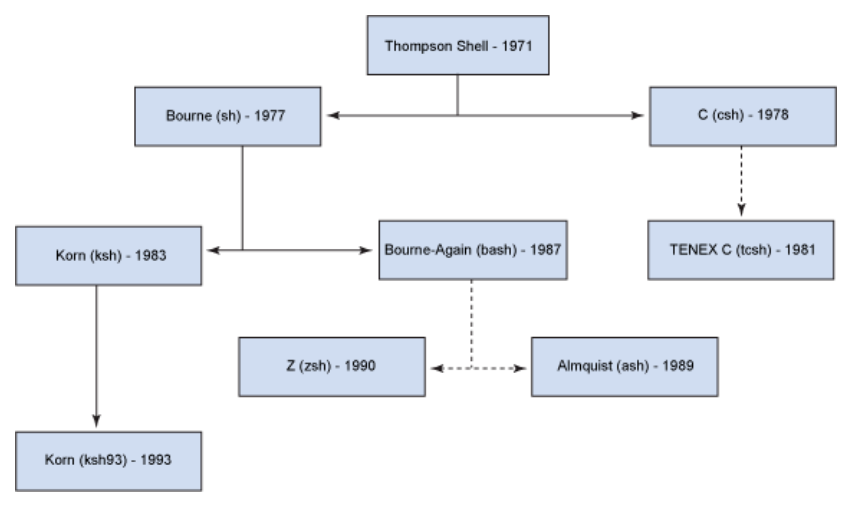 Thompson Shell - 1971
Bourne (sh) - 1977
C (csh) - 1978
Korn (ksh) - 1983
Bourne-Again (bash) - 1987
TENEX C (tcsh) - 1981
Z (zsh) - 1990
Almquist (ash) - 1989
Korn (ksh93) - 1993